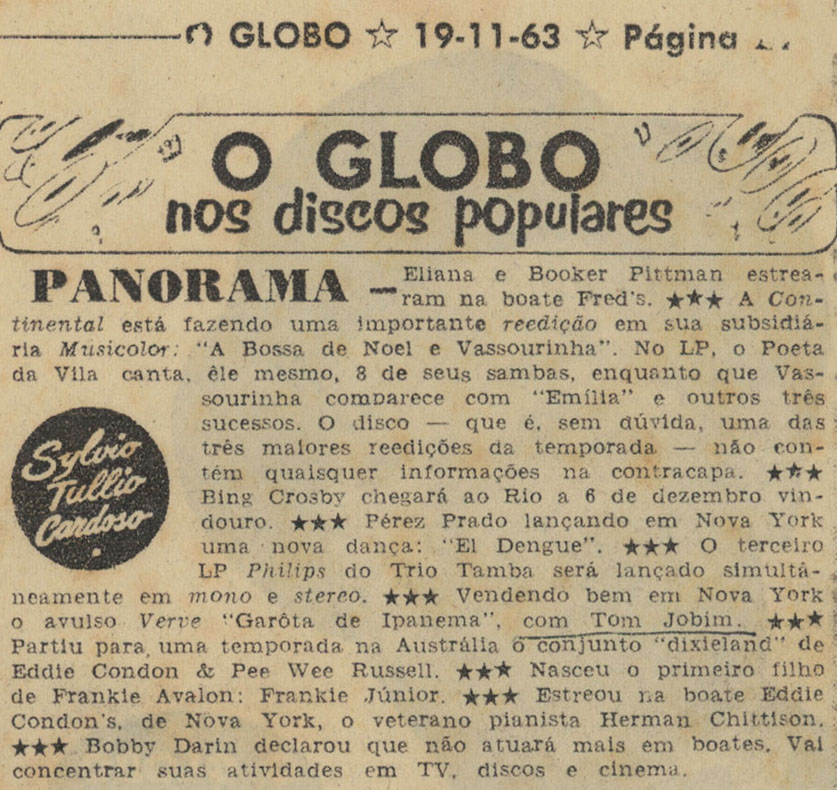 O GLOBO ☆ 19-11-63 ☆ Página
O GLOBO
nos discos populares
PANORAMA — Eliana e Booker Pittman estrea-
ram na boate Fred's. ★★★ A Con-
tinental está fazendo uma importante reedição em sua subsidiá-
ria Musicolor: "A Bossa de Noel e Vassourinha". No LP, o Poeta
da Vila canta, êle mesmo, 8 de seus sambas, enquanto que Vas-
sourinha comparece com "Emília" e outros três
sucessos. O disco — que é, sem dúvida, uma das
três maiores reedições da temporada — não con-
tém quaisquer informações na contracapa. ★★★
Bing Crosby chegará ao Rio a 6 de dezembro vin-
douro. ★★★ Pérez Prado lançando em Nova York
uma nova dança: "El Dengue". ★★★ O terceiro
LP Philips do Trio Tamba será lançado simultâ-
neamente em mono e stereo. ★★★ Vendendo bem em Nova York
o avulso Verve "Garôta de Ipanema", com Tom Jobim. ★★★
Partiu para uma temporada na Austrália o conjunto "dixieland" de
Eddie Condon & Pee Wee Russell. ★★★ Nasceu o primeiro filho
de Frankie Avalon: Frankie Júnior. ★★★ Estreou na boate Eddie
Condon's, de Nova York, o veterano pianista Herman Chittison.
★★★ Bobby Darin declarou que não atuará mais em boates. Vai
concentrar suas atividades em TV, discos e cinema.
Sylvio
Tullio
Cardoso